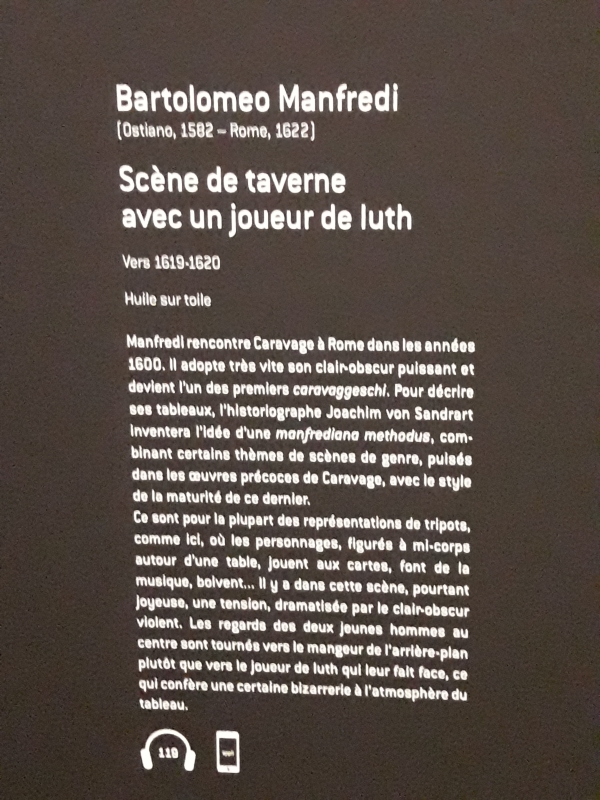 Bartolomeo Manfredi
(Ostiano, 1582 – Rome, 1622)
Scène de taverne
avec un joueur de luth
Vers 1619-1620
Huile sur toile
Manfredi rencontre Caravage à Rome dans les années
1600. Il adopte très vite son clair-obscur puissant et
devient l'un des premiers caravaggeschi. Pour décrire
ses tableaux, l'historiographe Joachim von Sandrart
inventera l'idée d'une manfrediana methodus, com-
binant certains thèmes de scènes de genre, puisés
dans les œuvres précoces de Caravage, avec le style
de la maturité de ce dernier.
Ce sont pour la plupart des représentations de tripots,
comme ici, où les personnages, figurés à mi-corps
autour d'une table, jouent aux cartes, font de la
musique, boivent... Il y a dans cette scène, pourtant
joyeuse, une tension, dramatisée par le clair-obscur
violent. Les regards des deux jeunes hommes au
centre sont tournés vers le mangeur de l'arrière-plan
plutôt que vers le joueur de luth qui leur fait face, ce
qui confère une certaine bizarrerie à l'atmosphère du
tableau.
119